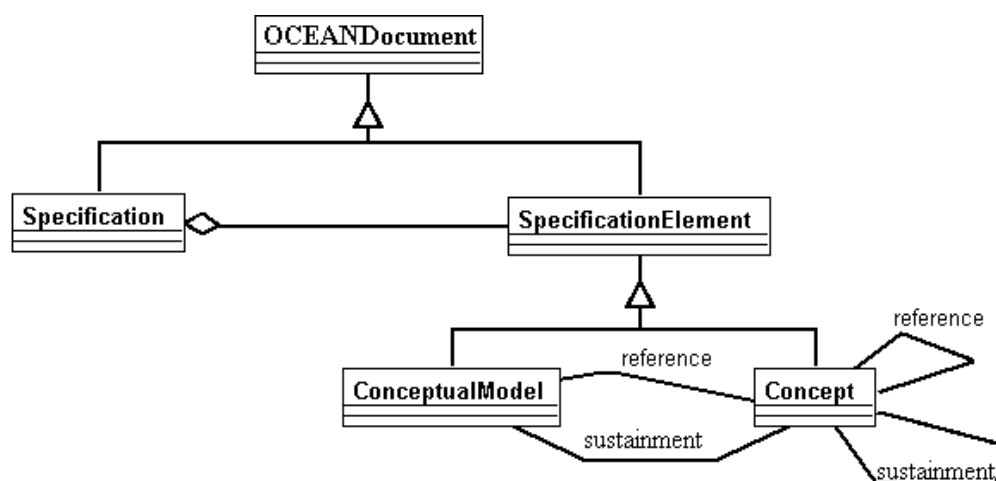 OCEANDocument
Specification
SpecificationElement
reference
reference
ConceptualModel
Concept
sustainment
sustainment